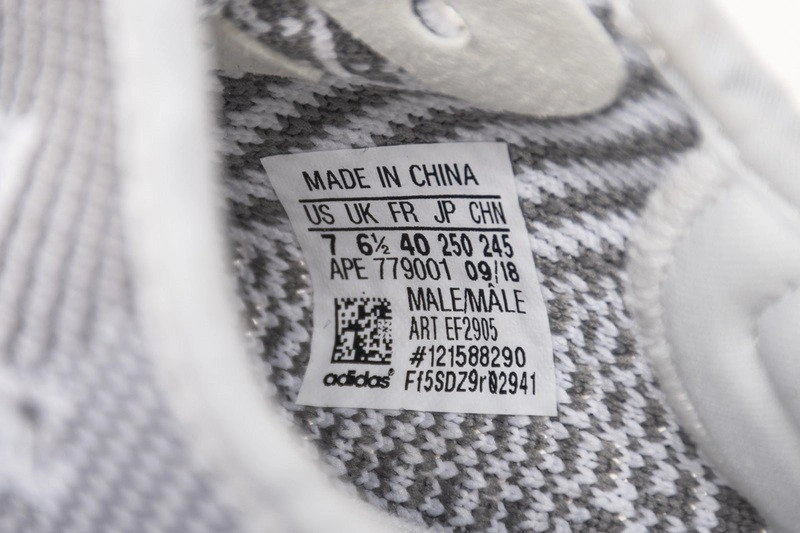 MADE IN CHINA
US UK FR JP CHN
7 6½ 40 250 245
APE 779001 09/18
MALE/MÂLE
ART EF2905
#121588290
adidas®